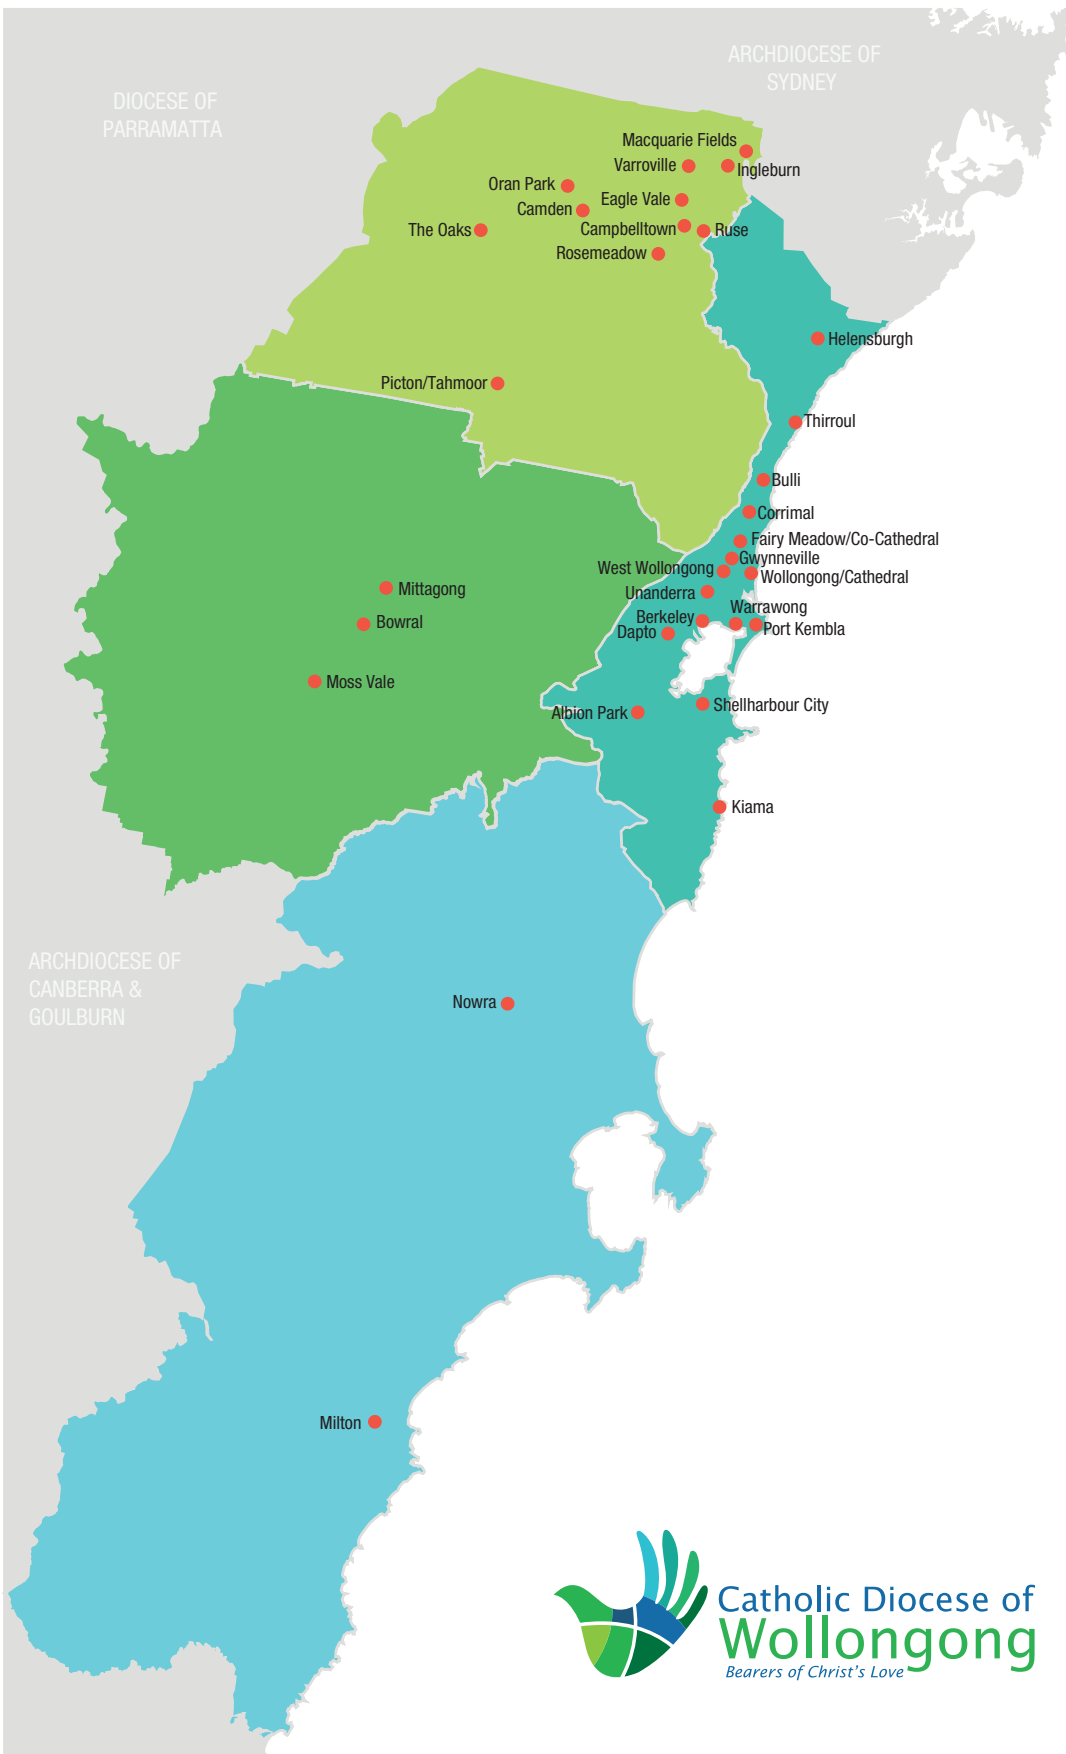 ARCHDIOCESE OF
SYDNEY
DIOCESE OF
PARRAMATTA
Macquarie Fields
Varroville
Ingleburn
Oran Park
Eagle Vale
Camden
The Oaks
Campbelltown
Ruse
Rosemeadow
Helensburgh
Picton/Tahmoor
Thirroul
Bulli
Corrimal
Fairy Meadow/Co-Cathedral
Gwynneville
West Wollongong
Wollongong/Cathedral
Mittagong
Unanderra
Warrawong
Berkeley
Bowral
Port Kembla
Dapto
Moss Vale
Shellharbour City
Albion Park
Kiama
ARCHDIOCESE OF
CANBERRA &
GOULBURN
Nowra
Milton
Catholic Diocese of
Wollongong
Bearers of Christ's Love